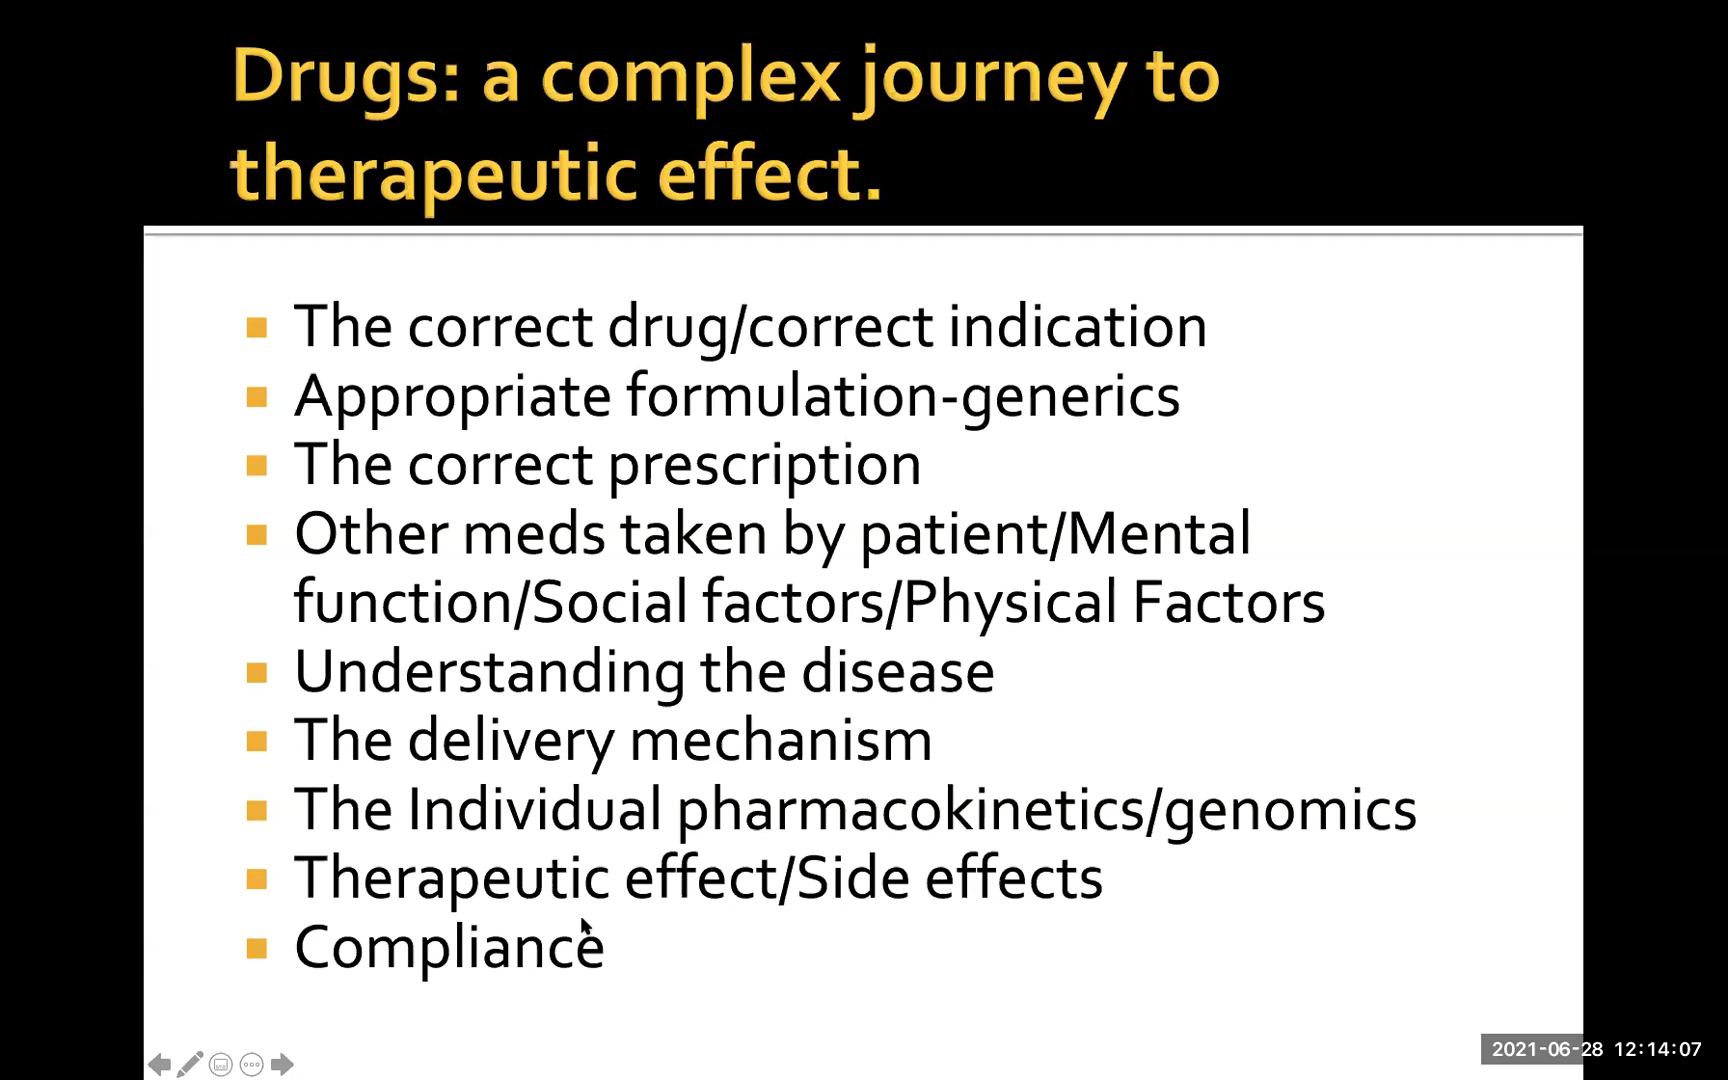 Drugs: a complex journey to
therapeutic effect.
The correct drug/correct indication
Appropriate formulation-generics
The correct prescription
Other meds taken by patient/Mental
function/Social factors/Physical Factors
Understanding the disease
The delivery mechanism
The Individual pharmacokinetics/genomics
Therapeutic effect/Side effects
Compliance
2021-06-28 12:14:07